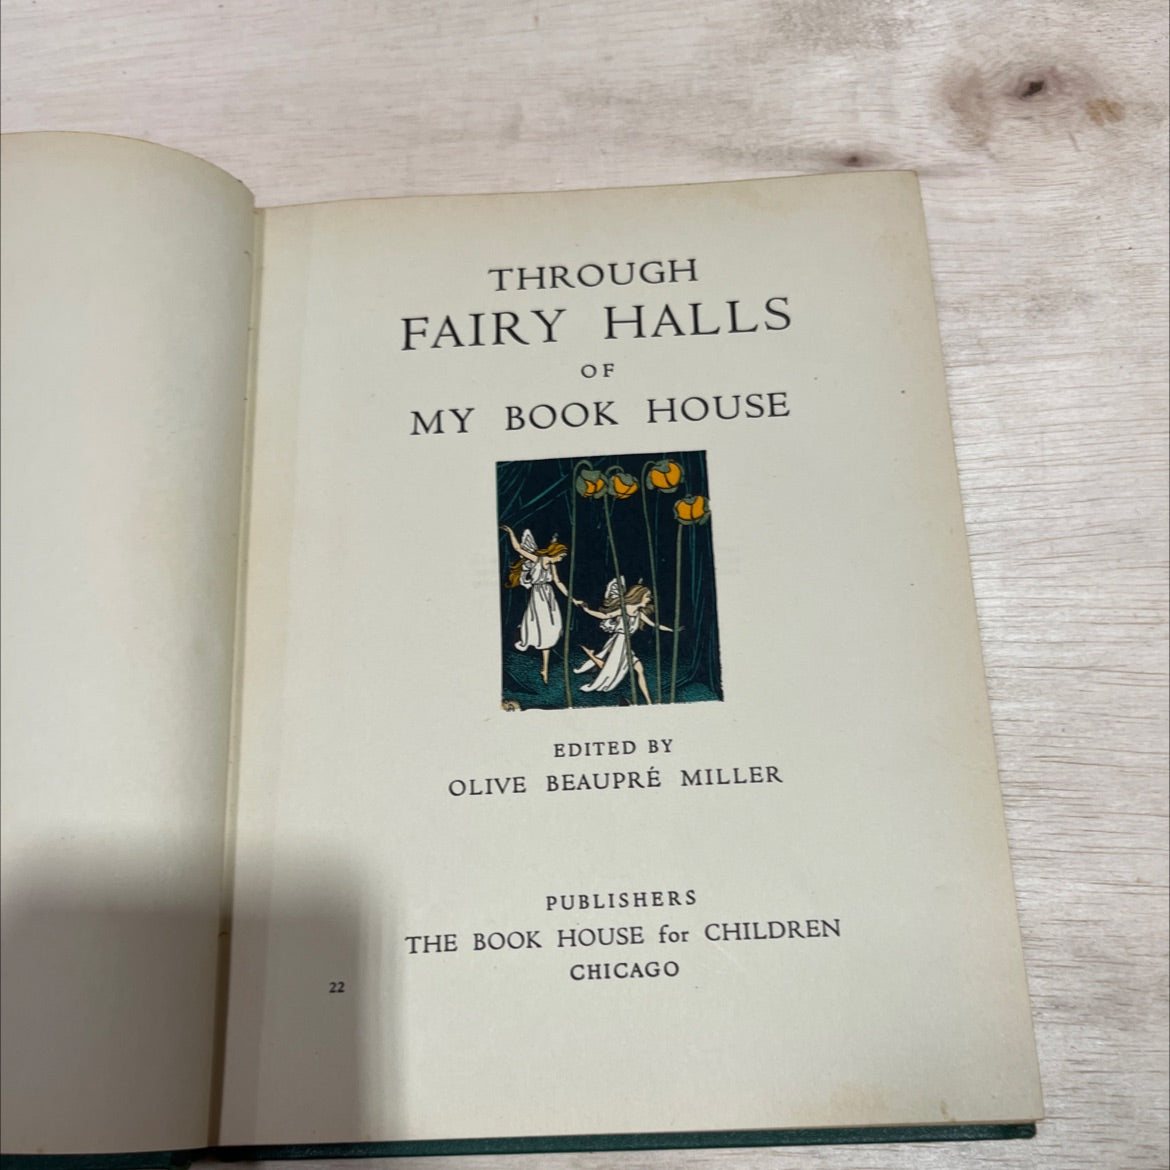 THROUGH
FAIRY HALLS
OF
MY BOOK HOUSE
EDITED BY
OLIVE BEAUPRÉ MILLER
PUBLISHERS
THE BOOK HOUSE for CHILDREN
CHICAGO
22